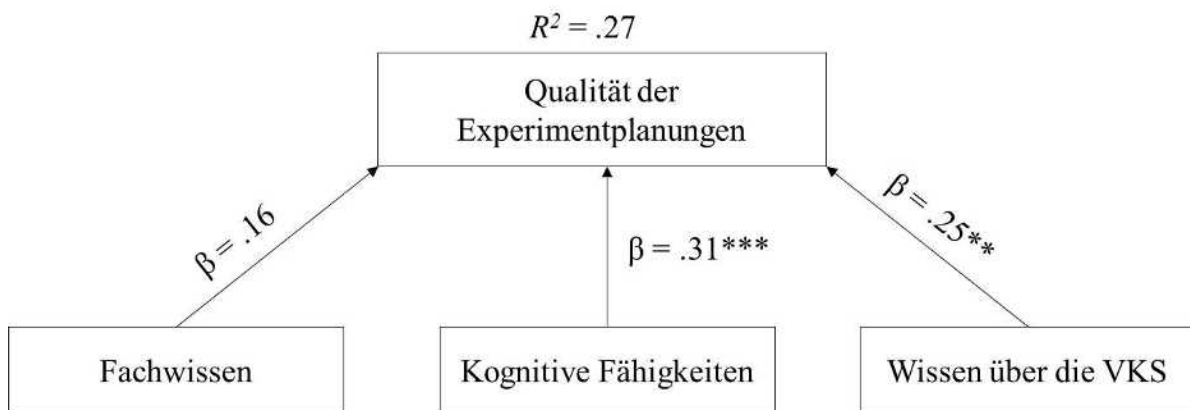 R² = .27
Qualität der
Experimentplanungen
β = .16
β = .31***
β = .25**
Fachwissen
Kognitive Fähigkeiten
Wissen über die VKS